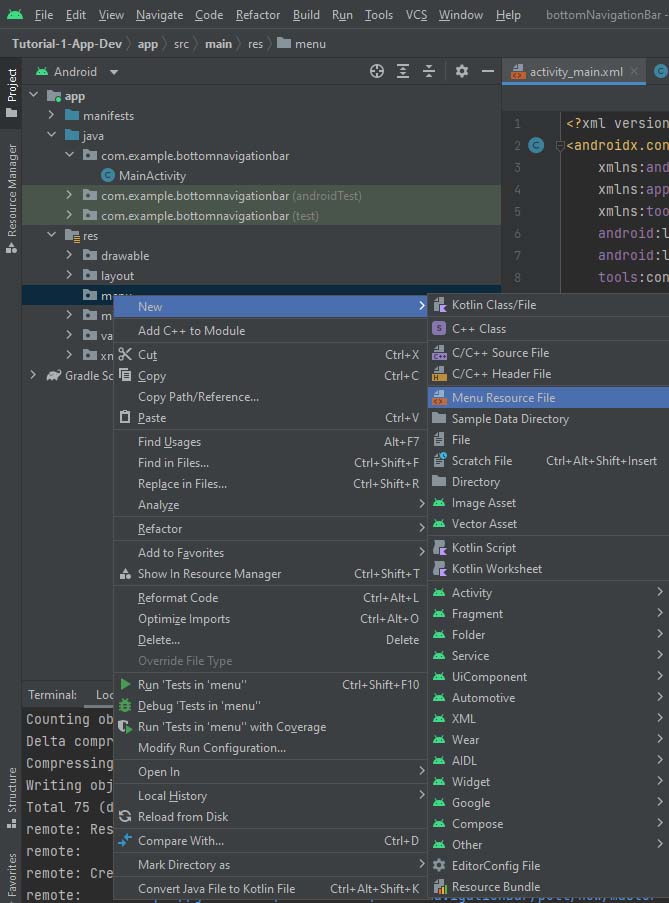 File Edit View Navigate Code Refactor Build Run Tools VCS Window Help bottomNavigationBar -
Tutorial-1-App-Dev app src main res menu
Project
Resource Manager
Structure
Favorites
Android
app
manifests
java
com.example.bottomnavigationbar
MainActivity
com.example.bottomnavigationbar (androidTest)
com.example.bottomnavigationbar (test)
res
drawable
layout
Gradle Sc
activity_main.xml
1 <?xml version
2 <androidx.con
3 xmlns:and
4 xmlns:app
5 xmlns:too
6 android:l
7 android:l
8 tools:con
New
Add C++ to Module
Cut Ctrl+X
Copy Ctrl+C
Copy Path/Reference...
Paste Ctrl+V
Find Usages Alt+F7
Find in Files... Ctrl+Shift+F
Replace in Files... Ctrl+Shift+R
Analyze
Refactor
Add to Favorites
Show In Resource Manager Ctrl+Shift+T
Reformat Code Ctrl+Alt+L
Optimize Imports Ctrl+Alt+O
Delete... Delete
Override File Type
Run 'Tests in 'menu'' Ctrl+Shift+F10
Debug 'Tests in 'menu''
Run 'Tests in 'menu'' with Coverage
Modify Run Configuration...
Open In
Local History
Reload from Disk
Compare With... Ctrl+D
Mark Directory as
Convert Java File to Kotlin File Ctrl+Alt+Shift+K
Kotlin Class/File
C++ Class
C/C++ Source File
C/C++ Header File
Menu Resource File
Sample Data Directory
File
Scratch File Ctrl+Alt+Shift+Insert
Directory
Image Asset
Vector Asset
Kotlin Script
Kotlin Worksheet
Activity
Fragment
Folder
Service
UiComponent
Automotive
XML
Wear
AIDL
Widget
Google
Compose
Other
EditorConfig File
Resource Bundle
Terminal: Loc
Counting ob
Delta compr
Compressing
Writing obj
Total 75 (d
remote: Res
remote:
remote: Cre
remote: